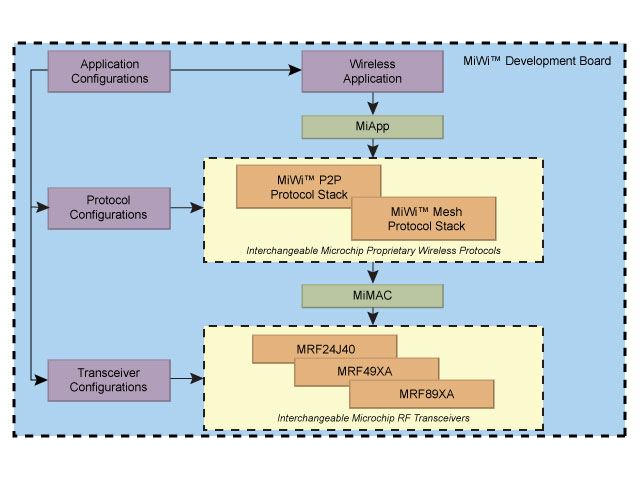 MiWi™ Development Board
Application
Configurations
Wireless
Application
MiApp
Protocol
Configurations
MiWi™ P2P
Protocol Stack
MiWi™ Mesh
Protocol Stack
Interchangeable Microchip Proprietary Wireless Protocols
MiMAC
Transceiver
Configurations
MRF24J40
MRF49XA
MRF89XA
Interchangeable Microchip RF Transceivers